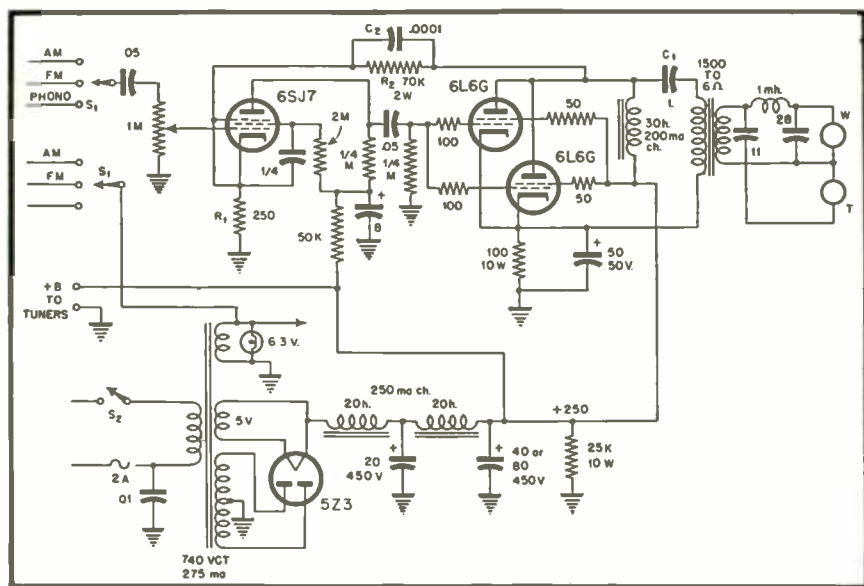 AM
FM
PHONO
S1
05
1M
AM
FM
S1
C2 .0001
R2 70K
2W
6SJ7
2M
1/4
R1 250
1/4
M
.05
1/4
M
8
+
50K
6L6G
100
100
50
6L6G
50
100
10W
+
50
50V.
30h.
200ma
ch.
C1
1.
1500
TO
6Ω
1mh.
11
28
W
T
+B
TO
TUNERS
6 3 V.
S2
2A
01
5V
740 VCT
275 ma
5Z3
250 ma ch.
20h.
20h.
+
20
450V
+
40 or
80
450V
+250
25K
10W